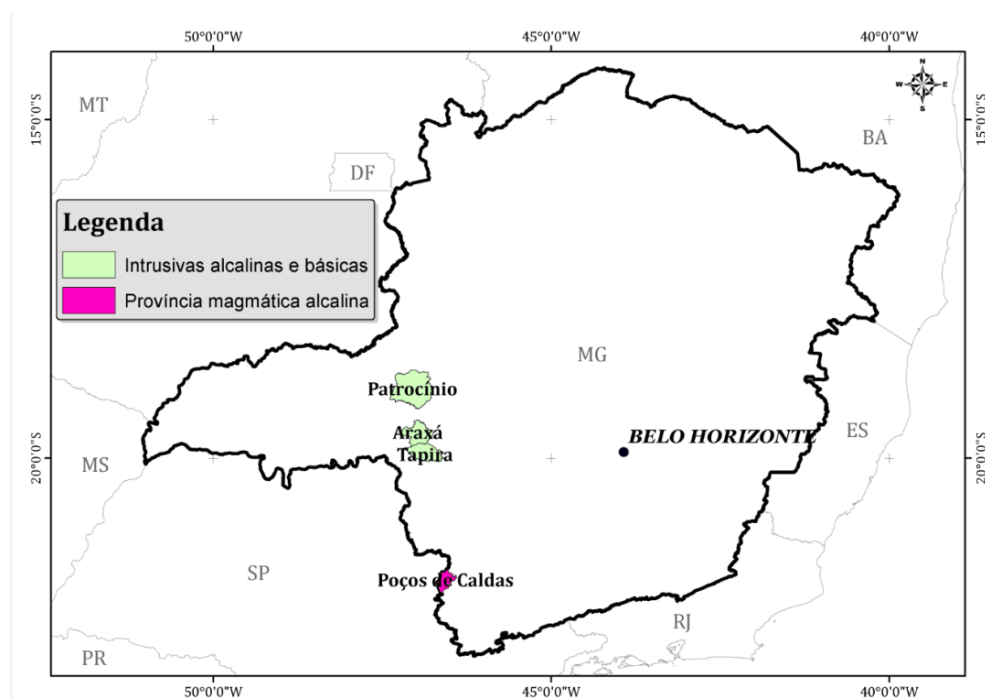 50°0'0"W
45°0'0"W
40°0'0"W
N
W
E
S
15°0'0"S
15°0'0"S
MT
BA
DF
Legenda
Intrusivas alcalinas e básicas
Província magmática alcalina
MG
Patrocínio
Araxá
Tapira
BELO HORIZONTE
ES
MS
20°0'0"S
20°0'0"S
SP
Poços de Caldas
RJ
PR
50°0'0"W
45°0'0"W
40°0'0"W